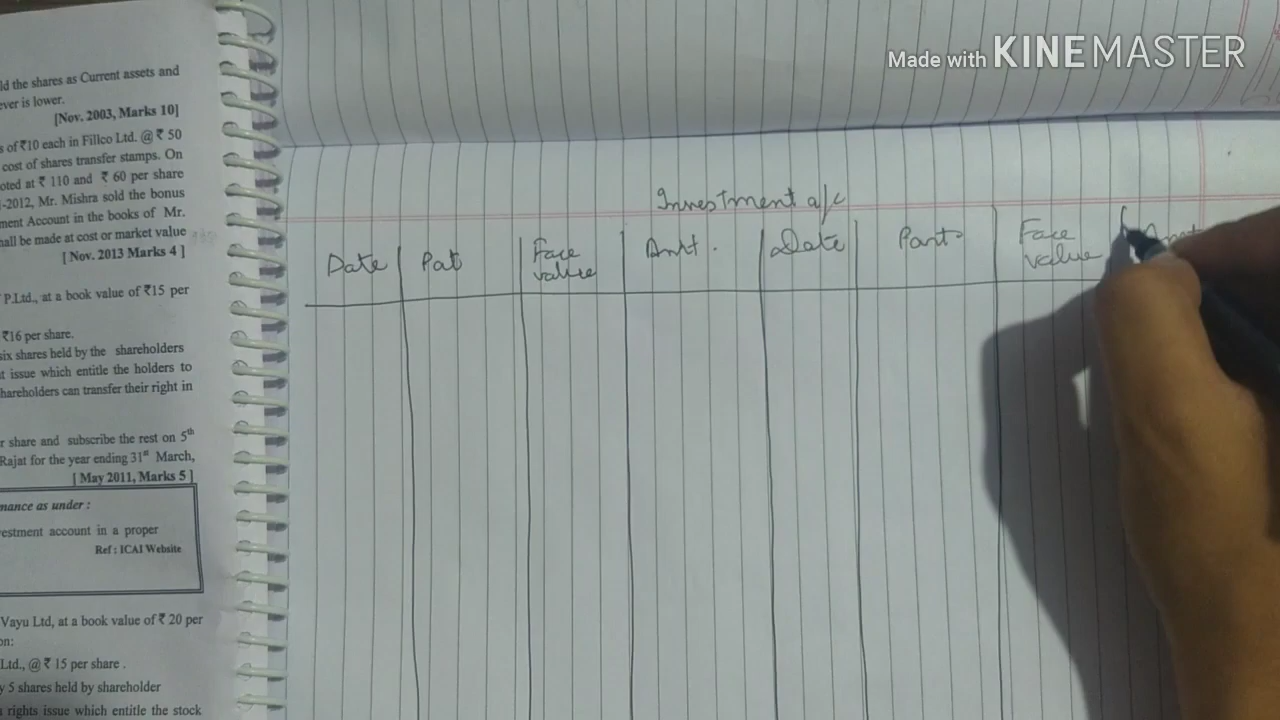 Made with KINEMASTER
ld the shares as Current assets and
ever is lower.
[Nov. 2003, Marks 10]
s of ₹10 each in Fillco Ltd. @ ₹ 50
cost of shares transfer stamps. On
oted at ₹ 110 and ₹ 60 per share
-2012, Mr. Mishra sold the bonus
ment Account in the books of Mr.
hall be made at cost or market value
[ Nov. 2013 Marks 4 ]
P.Ltd., at a book value of ₹15 per
₹16 per share.
six shares held by the shareholders
t issue which entitle the holders to
hareholders can transfer their right in
r share and subscribe the rest on 5th
Rajat for the year ending 31st March,
[ May 2011, Marks 5 ]
mance as under :
estment account in a proper
Ref : ICAI Website
Vayu Ltd, at a book value of ₹ 20 per
on:
Ltd., @ ₹ 15 per share .
y 5 shares held by shareholder
s rights issue which entitle the stock
Investment a/c
Date Pat Face value Amt. Date Part. Face value